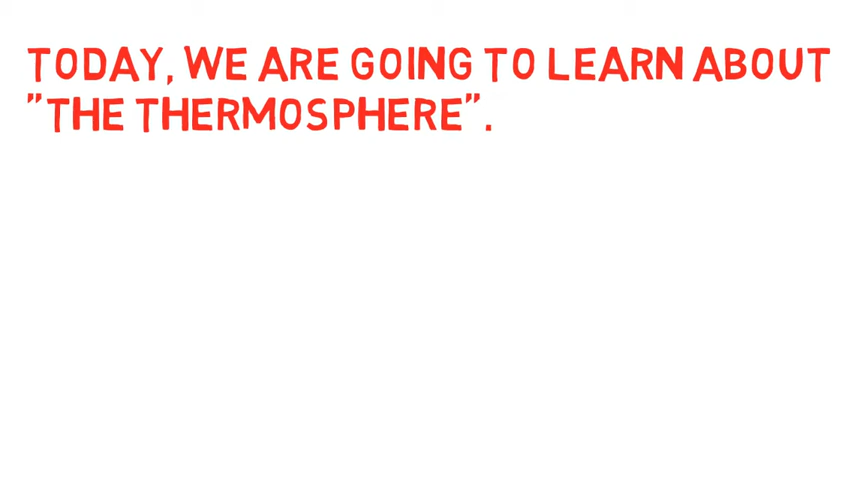 TODAY, WE ARE GOING TO LEARN ABOUT
"THE THERMOSPHERE".